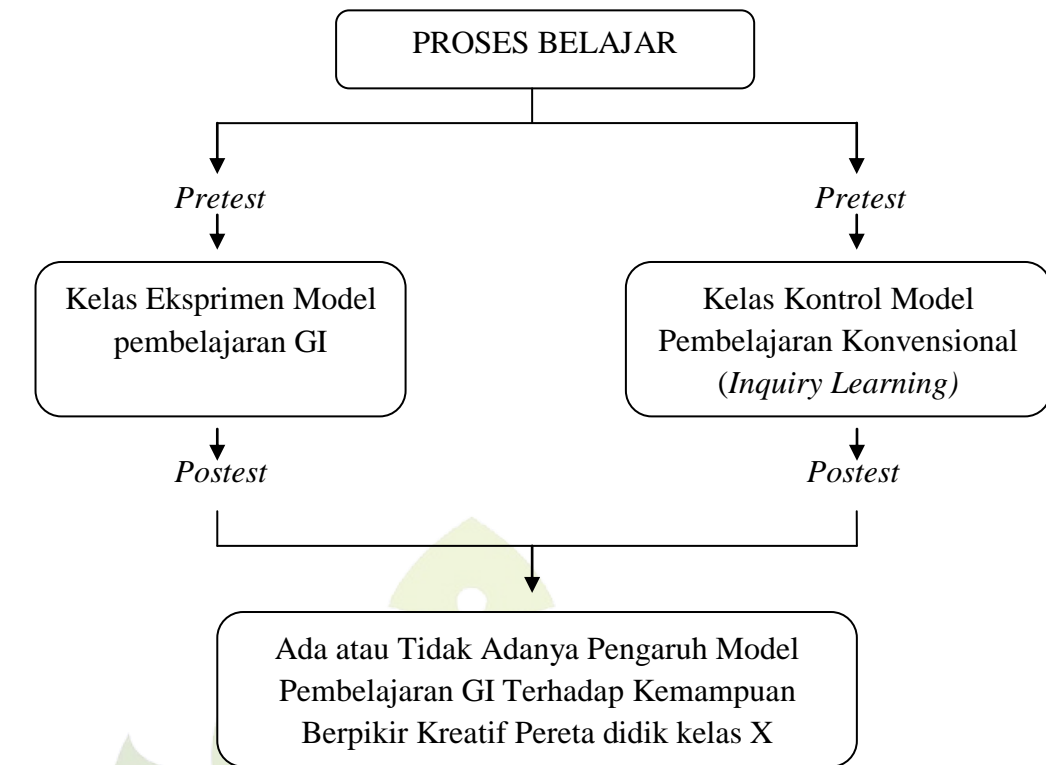 PROSES BELAJAR
Pretest
Pretest
Kelas Eksprimen Model
pembelajaran GI
Kelas Kontrol Model
Pembelajaran Konvensional
(Inquiry Learning)
Postest
Postest
Ada atau Tidak Adanya Pengaruh Model
Pembelajaran GI Terhadap Kemampuan
Berpikir Kreatif Pereta didik kelas X